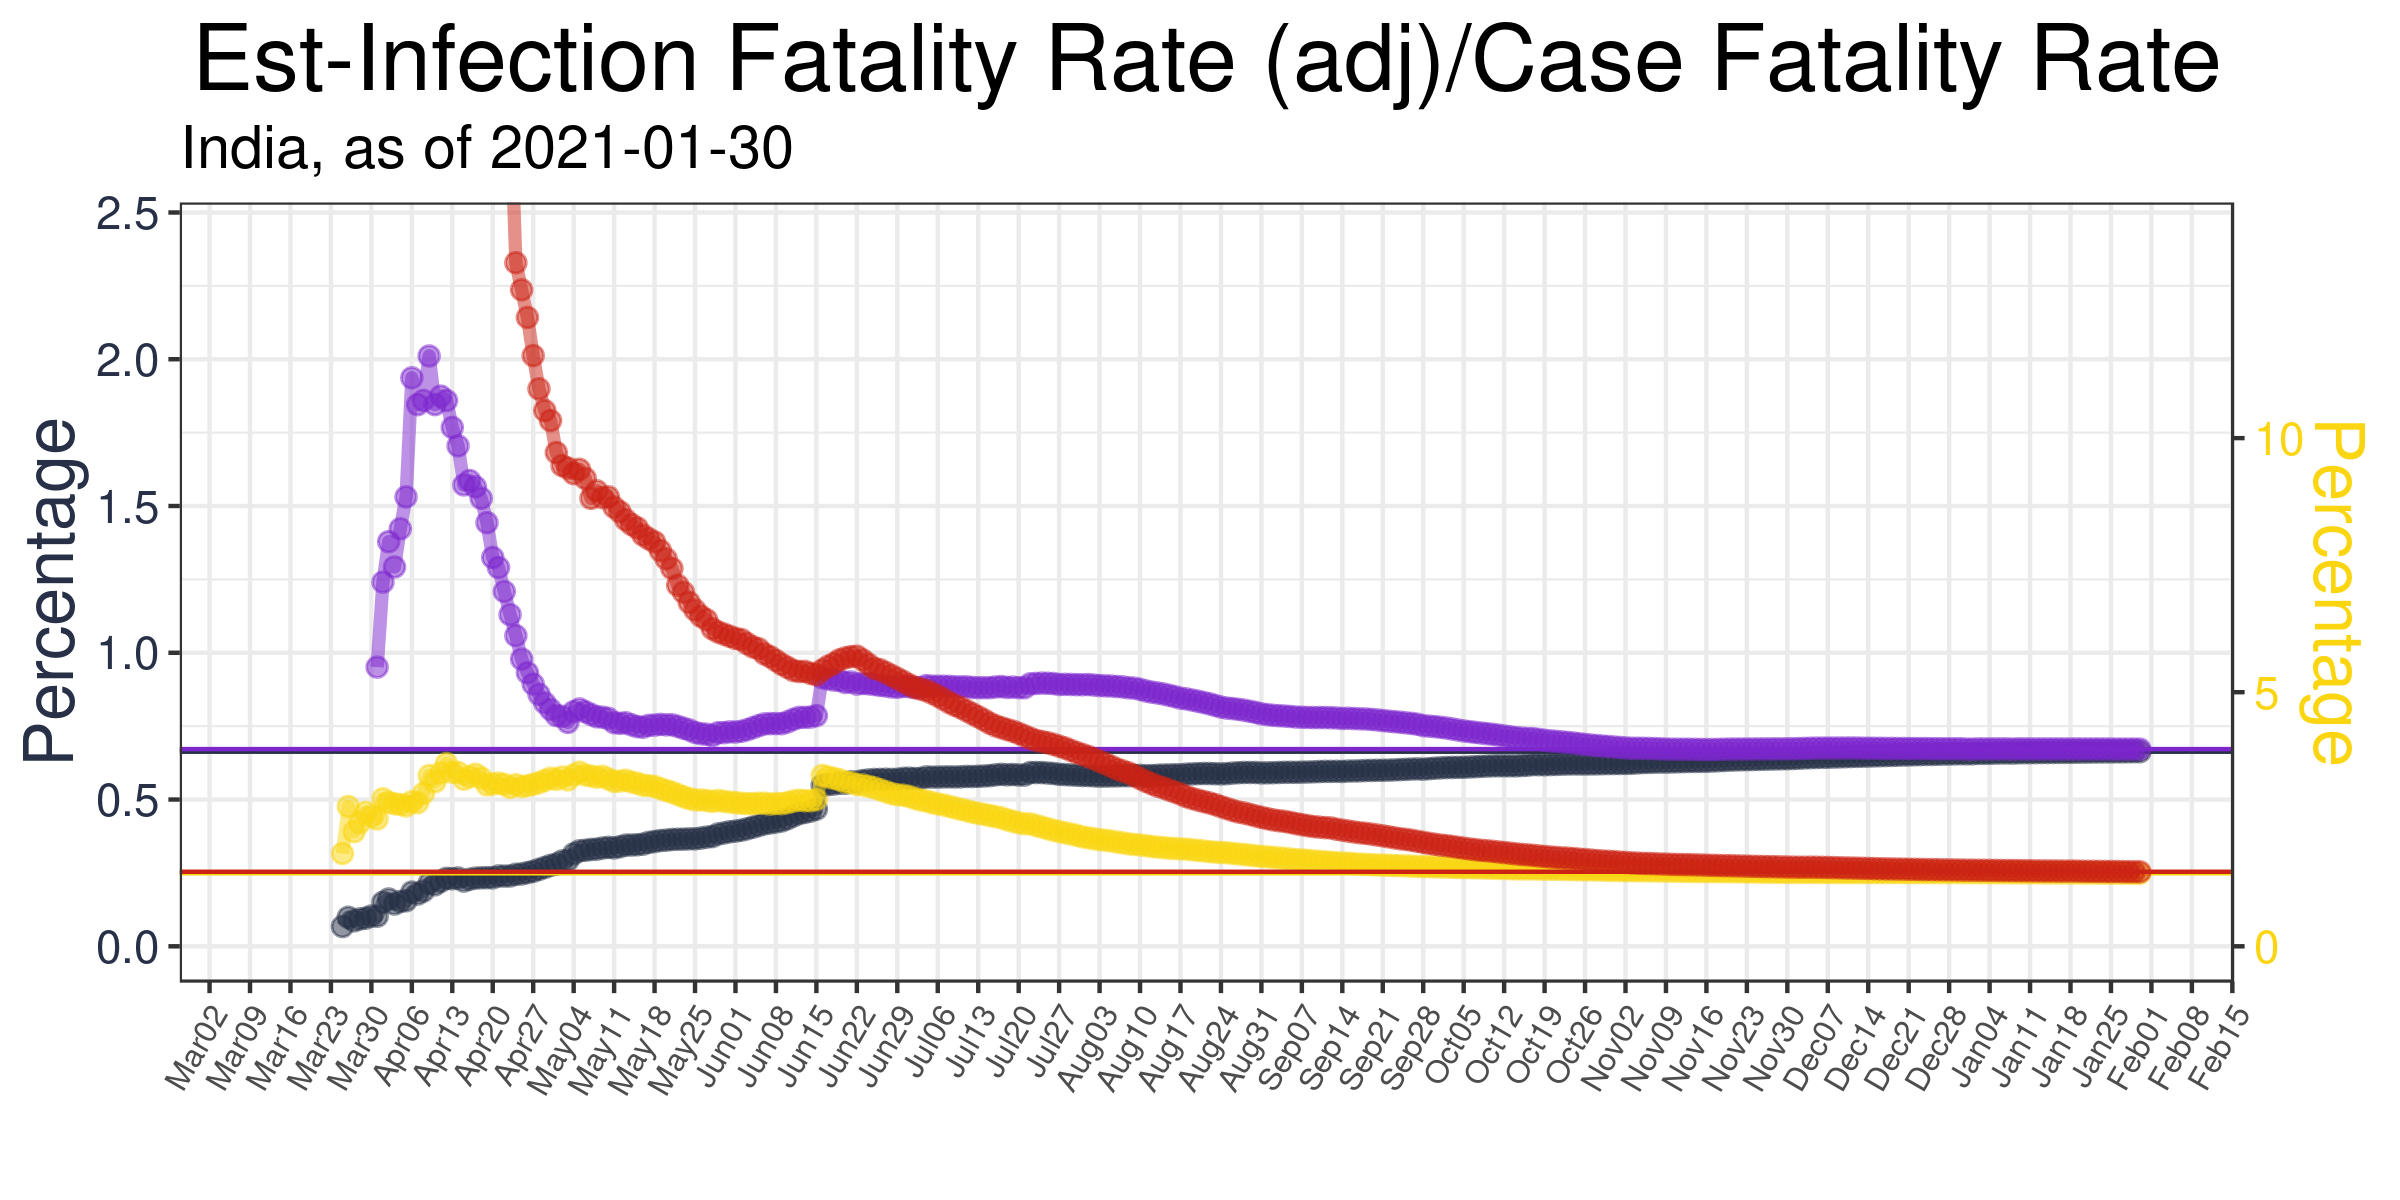 Est-Infection Fatality Rate (adj)/Case Fatality Rate
India, as of 2021-01-30
Percentage
2.5
2.0
1.5
1.0
0.5
0.0
10
5
0
Percentage
Mar02
Mar09
Mar16
Mar23
Mar30
Apr06
Apr13
Apr20
Apr27
May04
May11
May18
May25
Jun01
Jun08
Jun15
Jun22
Jun29
Jul06
Jul13
Jul20
Jul27
Aug03
Aug10
Aug17
Aug24
Aug31
Sep07
Sep14
Sep21
Sep28
Oct05
Oct12
Oct19
Oct26
Nov02
Nov09
Nov16
Nov23
Nov30
Dec07
Dec14
Dec21
Dec28
Jan04
Jan11
Jan18
Jan25
Feb01
Feb08
Feb15